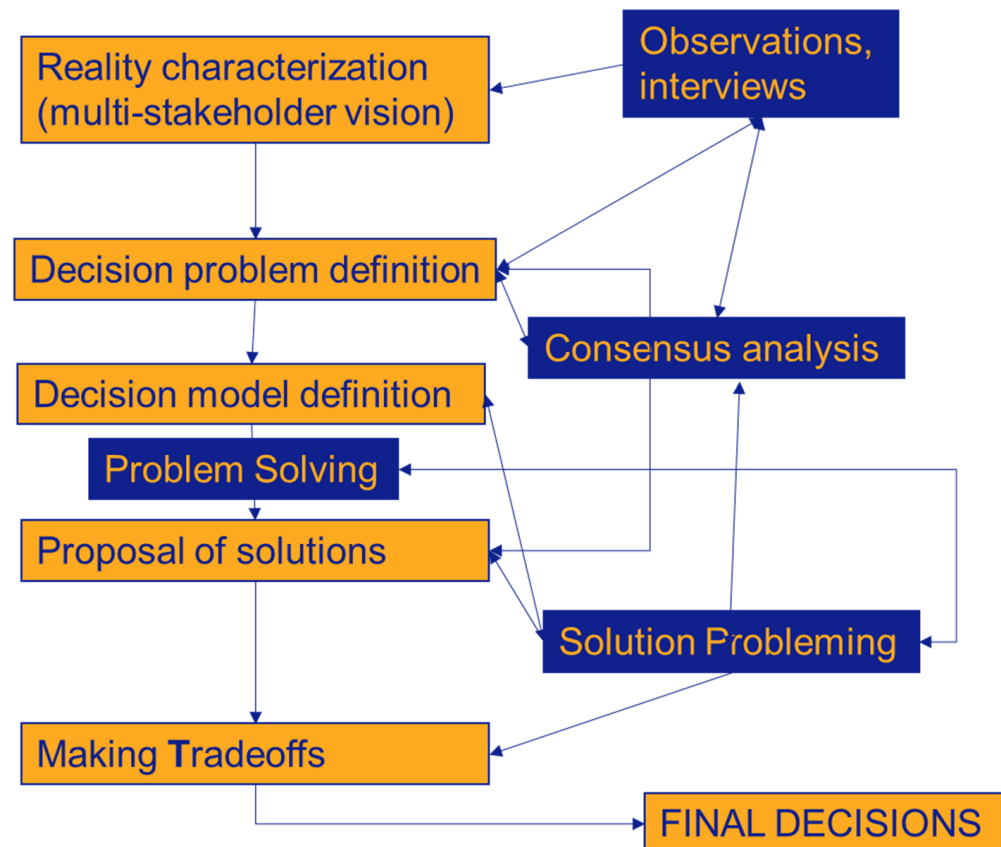 Reality characterization
(multi-stakeholder vision)
Observations,
interviews
Decision problem definition
Consensus analysis
Decision model definition
Problem Solving
Proposal of solutions
Solution Probleming
Making Tradeoffs
FINAL DECISIONS